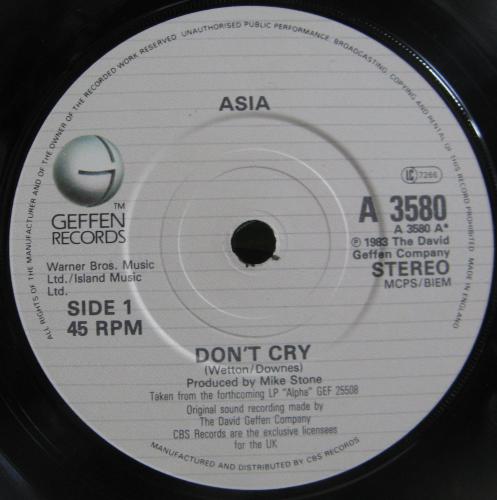 ALL RIGHTS OF THE MANUFACTURER AND OF THE OWNER OF THE RECORDED WORK RESERVED UNAUTHORISED PUBLIC PERFORMANCE, BROADCASTING, COPYING AND RENTAL OF THIS RECORD PROHIBITED MADE IN ENGLAND
ASIA
GEFFEN
RECORDS
™
LC 7266
A 3580
A 3580 A*
℗ 1983 The David
Geffen Company
STEREO
MCPS/BIEM
Warner Bros. Music
Ltd./Island Music
Ltd.
SIDE 1
45 RPM
DON'T CRY
(Wetton/Downes)
Produced by Mike Stone
Taken from the forthcoming LP "Alpha" GEF 25508
Original sound recording made by
The David Geffen Company
CBS Records are the exclusive licensees
for the UK
MANUFACTURED AND DISTRIBUTED BY CBS RECORDS